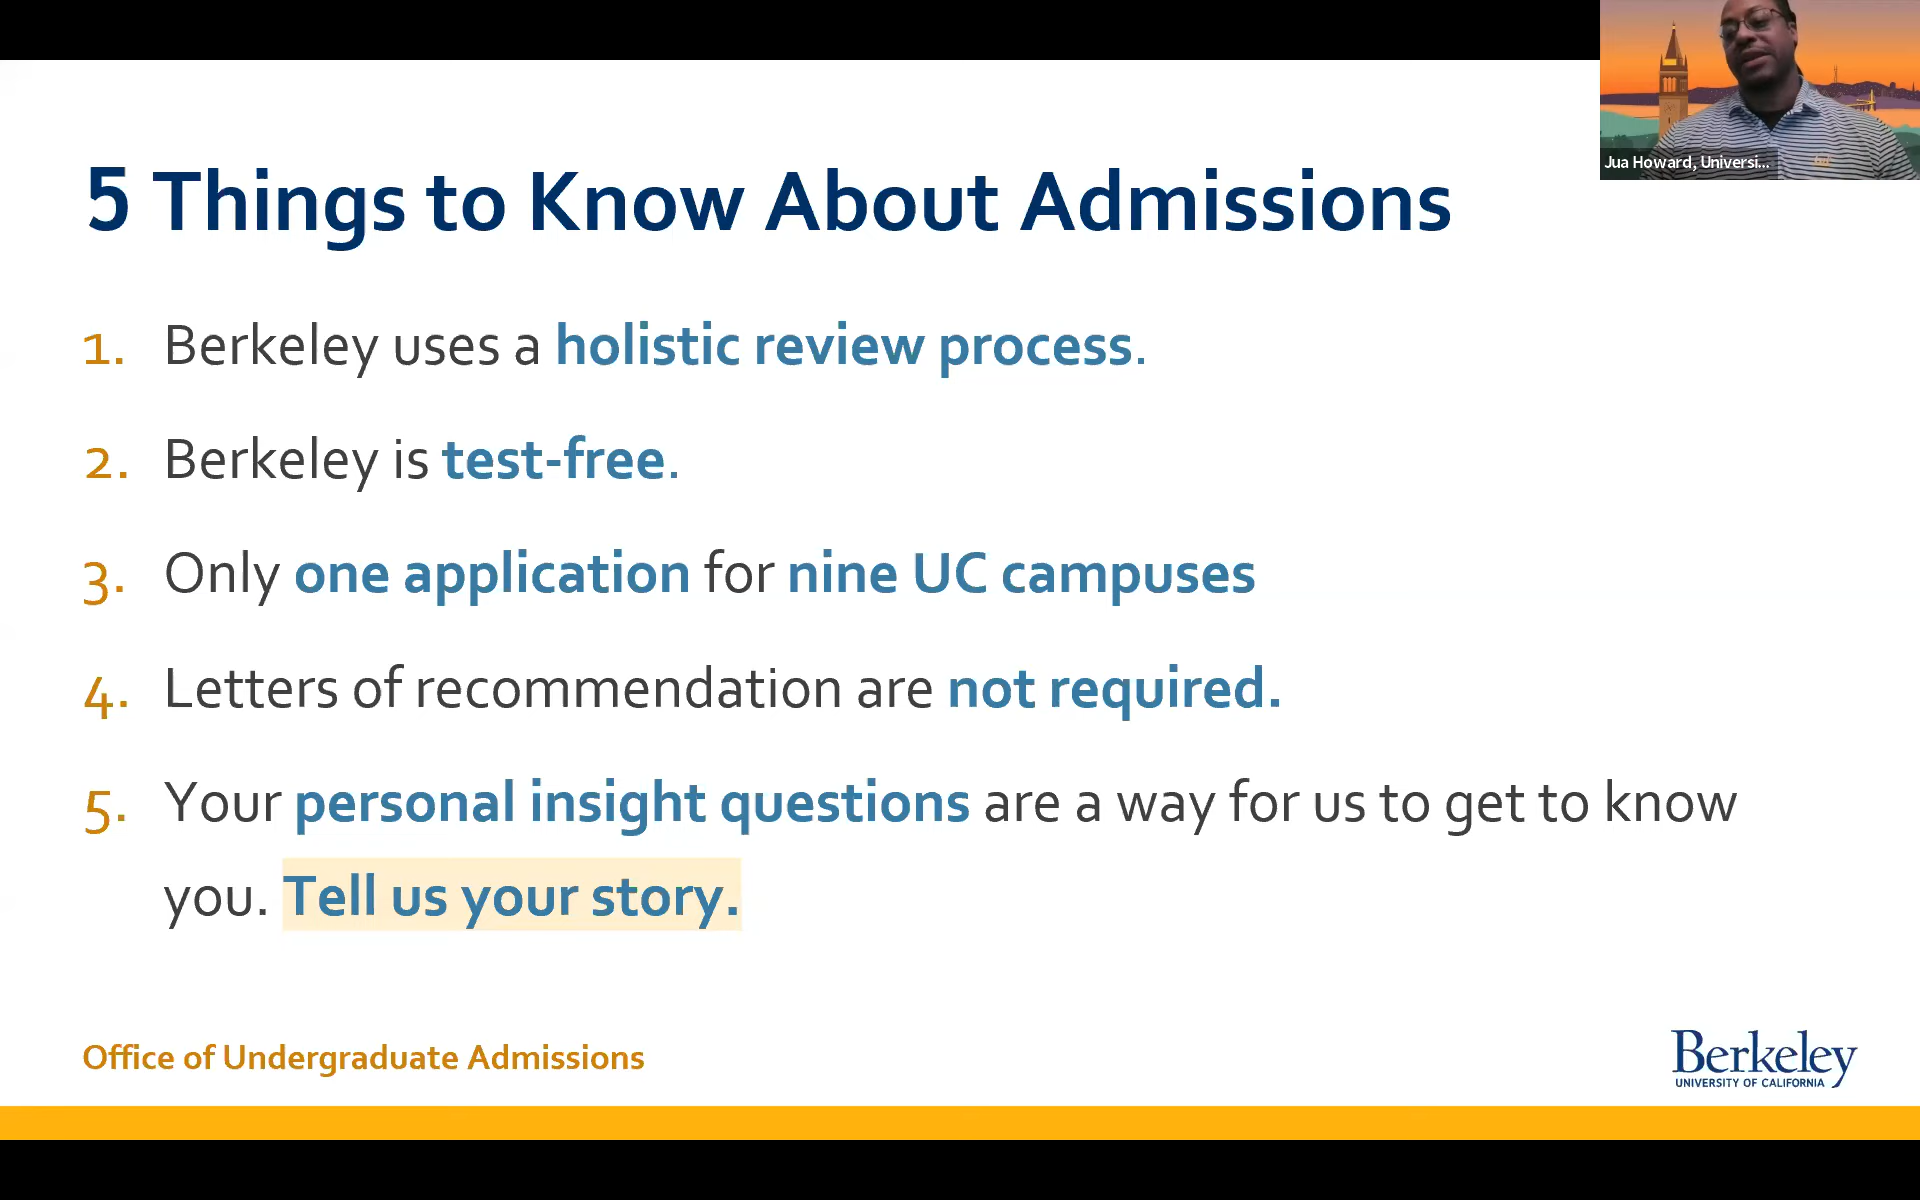 Jua Howard, Universi...
5 Things to Know About Admissions
1. Berkeley uses a holistic review process.
2. Berkeley is test-free.
3. Only one application for nine UC campuses
4. Letters of recommendation are not required.
5. Your personal insight questions are a way for us to get to know
you. Tell us your story.
Office of Undergraduate Admissions
Berkeley
UNIVERSITY OF CALIFORNIA